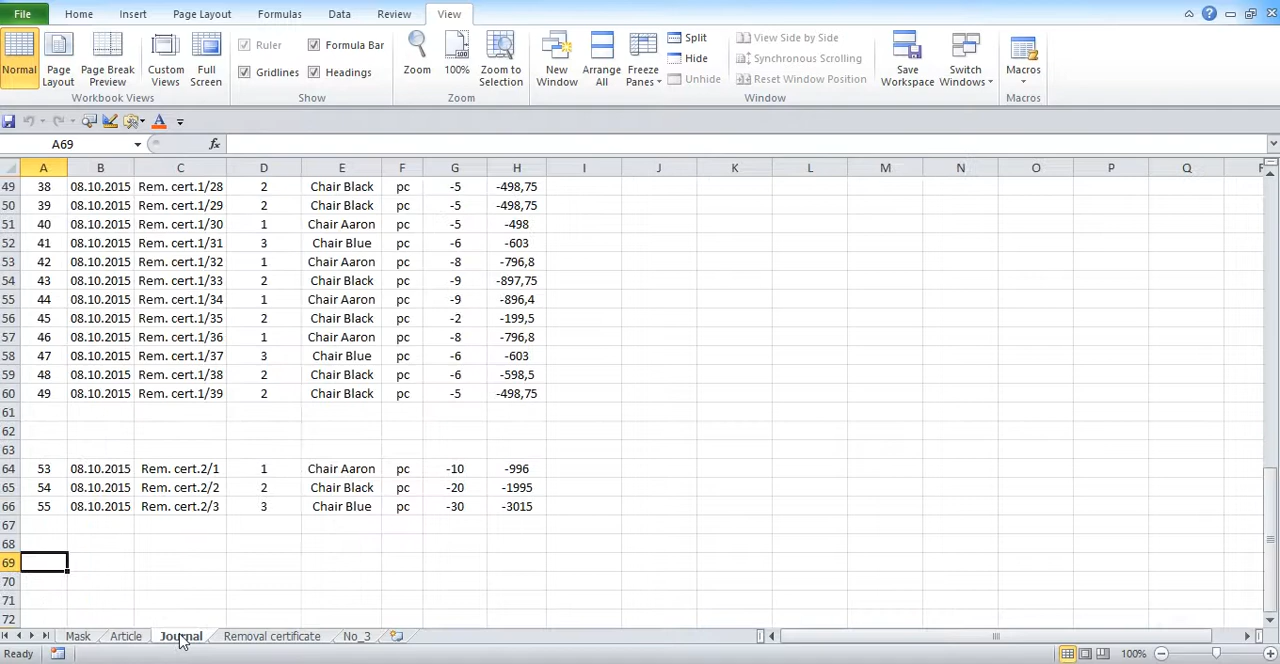 File Home Insert Page Layout Formulas Data Review View
Normal Page Layout Page Break Preview Custom Views Full Screen
Workbook Views
Ruler Formula Bar
Gridlines Headings
Show
Zoom 100% Zoom to Selection
Zoom
New Window Arrange All Freeze Panes
Split
Hide
Unhide
View Side by Side
Synchronous Scrolling
Reset Window Position
Window
Save Workspace Switch Windows
Macros
Macros
A69 fx
A B C D E F G H I J K L M N O P Q
49 38 08.10.2015 Rem. cert.1/28 2 Chair Black pc -5 -498,75
50 39 08.10.2015 Rem. cert.1/29 2 Chair Black pc -5 -498,75
51 40 08.10.2015 Rem. cert.1/30 1 Chair Aaron pc -5 -498
52 41 08.10.2015 Rem. cert.1/31 3 Chair Blue pc -6 -603
53 42 08.10.2015 Rem. cert.1/32 1 Chair Aaron pc -8 -796,8
54 43 08.10.2015 Rem. cert.1/33 2 Chair Black pc -9 -897,75
55 44 08.10.2015 Rem. cert.1/34 1 Chair Aaron pc -9 -896,4
56 45 08.10.2015 Rem. cert.1/35 2 Chair Black pc -2 -199,5
57 46 08.10.2015 Rem. cert.1/36 1 Chair Aaron pc -8 -796,8
58 47 08.10.2015 Rem. cert.1/37 3 Chair Blue pc -6 -603
59 48 08.10.2015 Rem. cert.1/38 2 Chair Black pc -6 -598,5
60 49 08.10.2015 Rem. cert.1/39 2 Chair Black pc -5 -498,75
61
62
63
64 53 08.10.2015 Rem. cert.2/1 1 Chair Aaron pc -10 -996
65 54 08.10.2015 Rem. cert.2/2 2 Chair Black pc -20 -1995
66 55 08.10.2015 Rem. cert.2/3 3 Chair Blue pc -30 -3015
67
68
69
70
71
72
Mask Article Journal Removal certificate No_3
Ready 100%